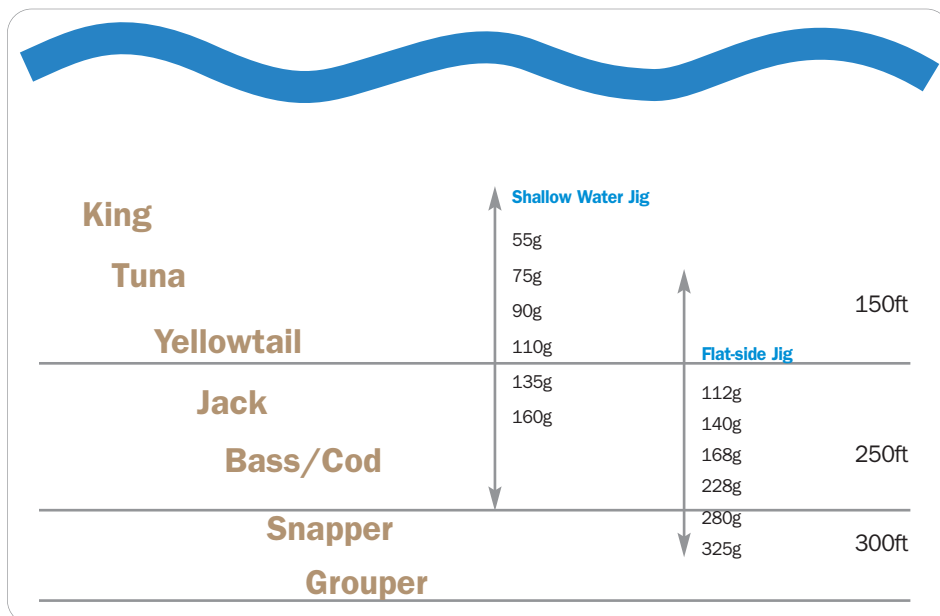 King
Tuna
Yellowtail
Jack
Bass/Cod
Snapper
Grouper
Shallow Water Jig
55g
75g
90g
110g
135g
160g
Flat-side Jig
112g
140g
168g
228g
280g
325g
150ft
250ft
300ft